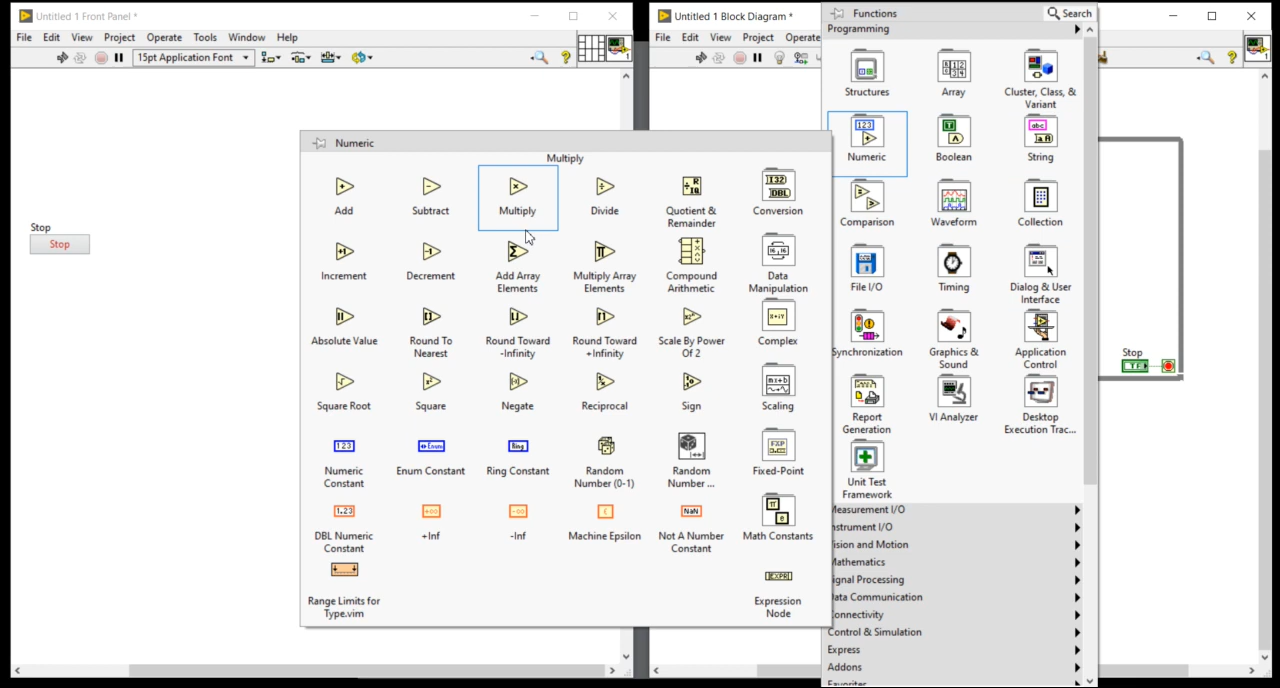 Untitled 1 Front Panel *
File Edit View Project Operate Tools Window Help
15pt Application Font
?
Stop
Stop
Untitled 1 Block Diagram *
File Edit View Project Operate
?
Stop
TF
Functions
Search
Programming
Structures
Array
Cluster, Class, &
Variant
Numeric
Boolean
String
Comparison
Waveform
Collection
File I/O
Timing
Dialog & User
Interface
Synchronization
Graphics &
Sound
Application
Control
Report
Generation
VI Analyzer
Desktop
Execution Trac...
Unit Test
Framework
Measurement I/O
Instrument I/O
Vision and Motion
Mathematics
Signal Processing
Data Communication
Connectivity
Control & Simulation
Express
Addons
Favorites
Numeric
Multiply
Add
Subtract
Multiply
Divide
Quotient &
Remainder
Conversion
Increment
Decrement
Add Array
Elements
Multiply Array
Elements
Compound
Arithmetic
Data
Manipulation
Absolute Value
Round To
Nearest
Round Toward
-Infinity
Round Toward
+Infinity
Scale By Power
Of 2
Complex
Square Root
Square
Negate
Reciprocal
Sign
Scaling
Numeric
Constant
Enum Constant
Ring Constant
Random
Number (0-1)
Random
Number ...
Fixed-Point
DBL Numeric
Constant
+Inf
-Inf
Machine Epsilon
Not A Number
Constant
Math Constants
Range Limits for
Type.vim
Expression
Node